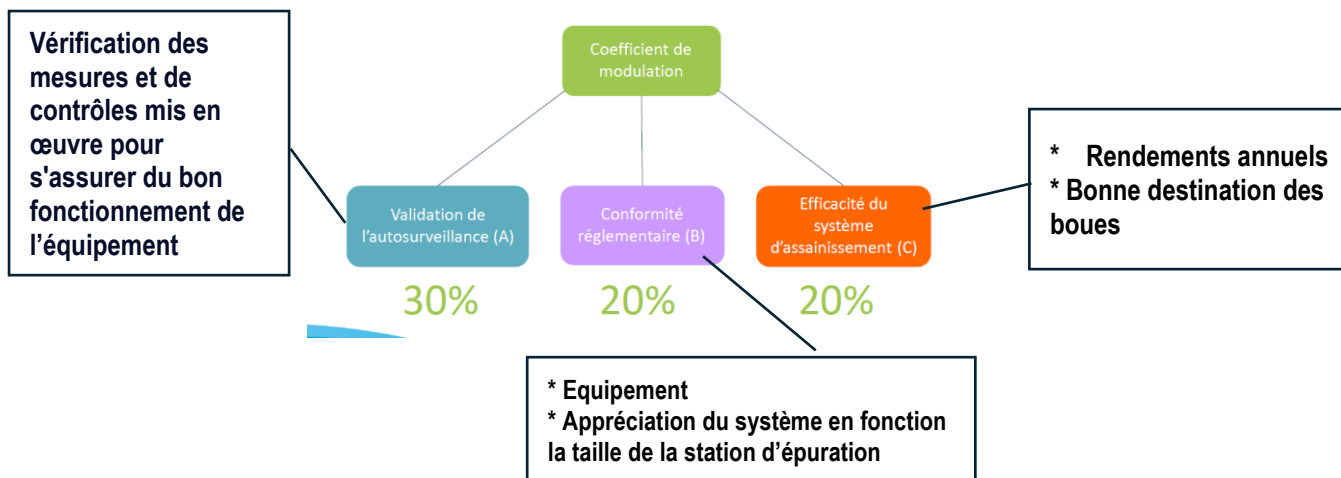 Vérification des
mesures et de
contrôles mis en
œuvre pour
s'assurer du bon
fonctionnement de
l’équipement
Coefficient de
modulation
Validation de
l’autosurveillance (A)
30%
Conformité
réglementaire (B)
20%
Efficacité du
système
d’assainissement (C)
20%
* Rendements annuels
* Bonne destination des
boues
* Equipement
* Appréciation du système en fonction
la taille de la station d’épuration